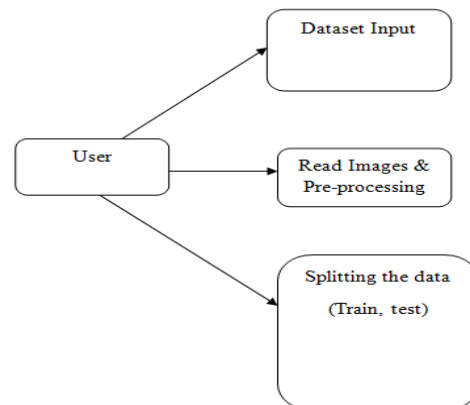 Dataset Input
User
Read Images &
Pre-processing
Splitting the data
(Train, test)